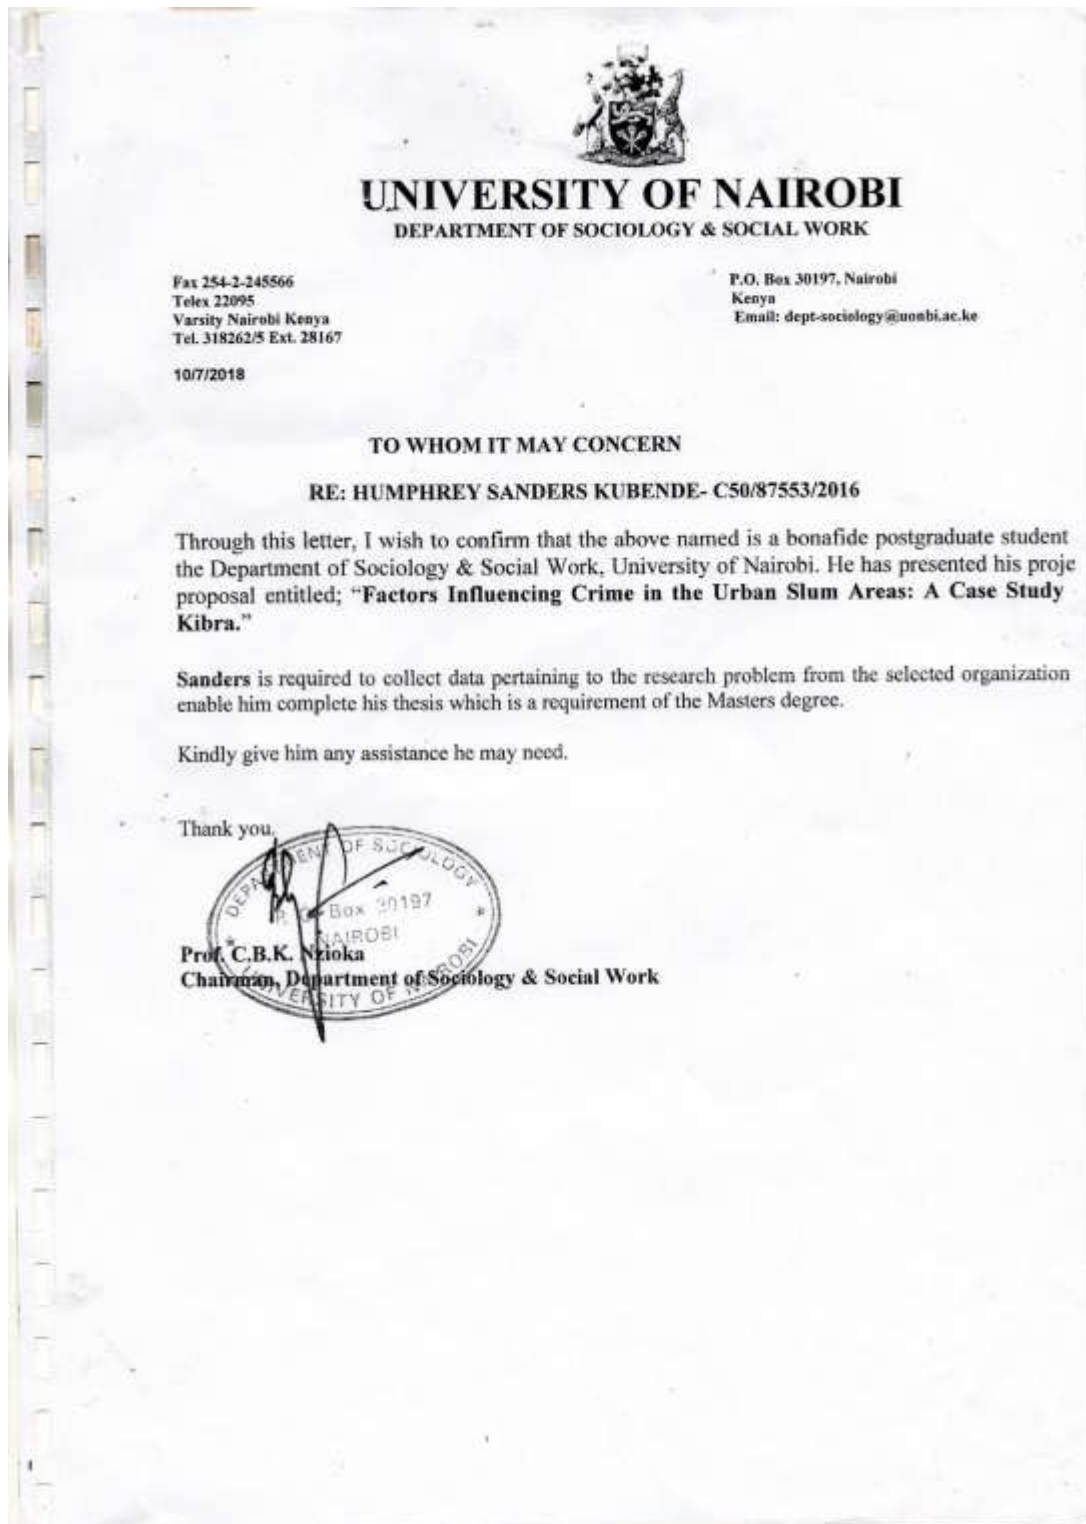 UNIVERSITY OF NAIROBI
DEPARTMENT OF SOCIOLOGY & SOCIAL WORK
Fax 254-2-245566
Telex 22095
Varsity Nairobi Kenya
Tel. 318262/5 Ext. 28167
P.O. Box 30197, Nairobi
Kenya
Email: dept-sociology@uonbi.ac.ke
10/7/2018
TO WHOM IT MAY CONCERN
RE: HUMPHREY SANDERS KUBENDE- C50/87553/2016
Through this letter, I wish to confirm that the above named is a bonafide postgraduate student
the Department of Sociology & Social Work, University of Nairobi. He has presented his proje
proposal entitled; “Factors Influencing Crime in the Urban Slum Areas: A Case Study
Kibra.”
Sanders is required to collect data pertaining to the research problem from the selected organization
enable him complete his thesis which is a requirement of the Masters degree.
Kindly give him any assistance he may need.
Thank you.
DEPARTMENT OF SOCIOLOGY
P. O. Box 30197
NAIROBI
UNIVERSITY OF NAIROBI
Prof. C.B.K. Nzioka
Chairman, Department of Sociology & Social Work